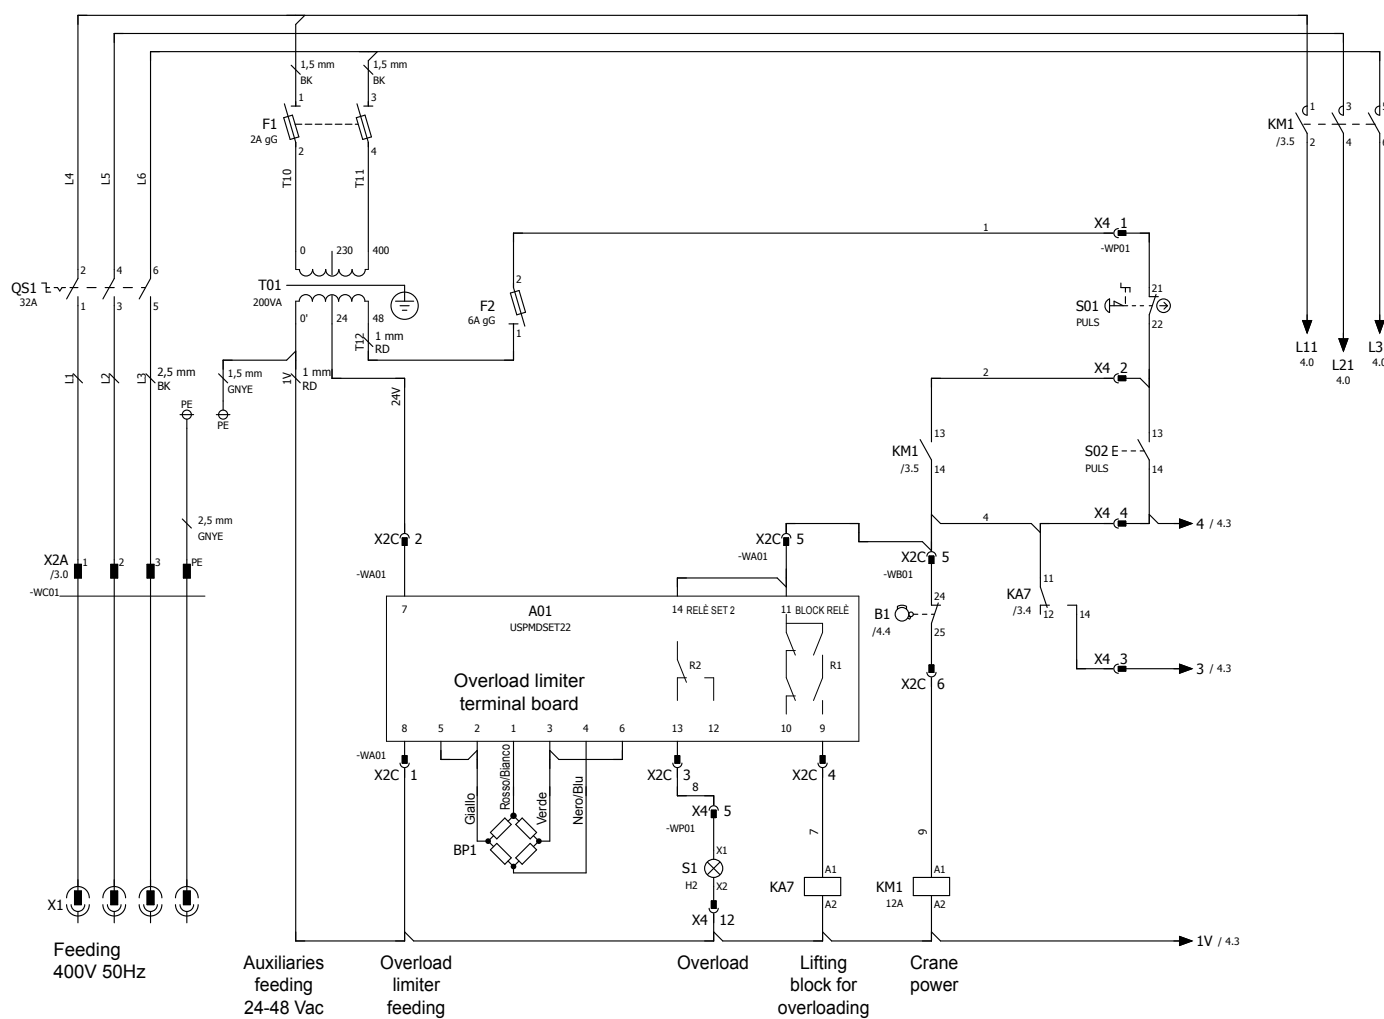 1,5 mm
BK
1,5 mm
BK
1
3
F1
2A gG
2
4
T10
T11
L4
L5
L6
KM1
/3.5
1
3
5
2
4
6
L11
4.0
L21
4.0
L3
4.0
0
230
400
T01
200VA
0'
24
48
T12
1 mm
RD
QS1
32A
2
4
6
1
3
5
L1
L2
L3
2,5 mm
BK
1,5 mm
GNYE
1V
1 mm
RD
24V
PE
PE
2,5 mm
GNYE
F2
6A gG
2
1
1
X4 1
-WP01
S01
PULS
21
22
2
X4 2
KM1
/3.5
13
14
S02 E
PULS
13
14
4
X4 4
4 / 4.3
X2A
/3.0
1
2
3
PE
-WC01
X2C 2
-WA01
X2C 5
-WA01
X2C 5
-WB01
B1
/4.4
24
25
X2C 6
KA7
/3.4
11
12
14
X4 3
3 / 4.3
7
A01
USPMDSET22
14 RELÈ SET 2
11 BLOCK RELÈ
R2
R1
Overload limiter
terminal board
8
5
2
1
3
4
6
13
12
10
9
-WA01
X2C 1
Giallo
Rosso/Bianco
Verde
Nero/Blu
BP1
X2C 3
8
X4 5
-WP01
S1
H2
X1
X2
X4 12
X2C 4
7
KA7
A1
A2
9
KM1
12A
A1
A2
X1
1V / 4.3
Feeding
400V 50Hz
Auxiliaries
feeding
24-48 Vac
Overload
limiter
feeding
Overload
Lifting
block for
overloading
Crane
power